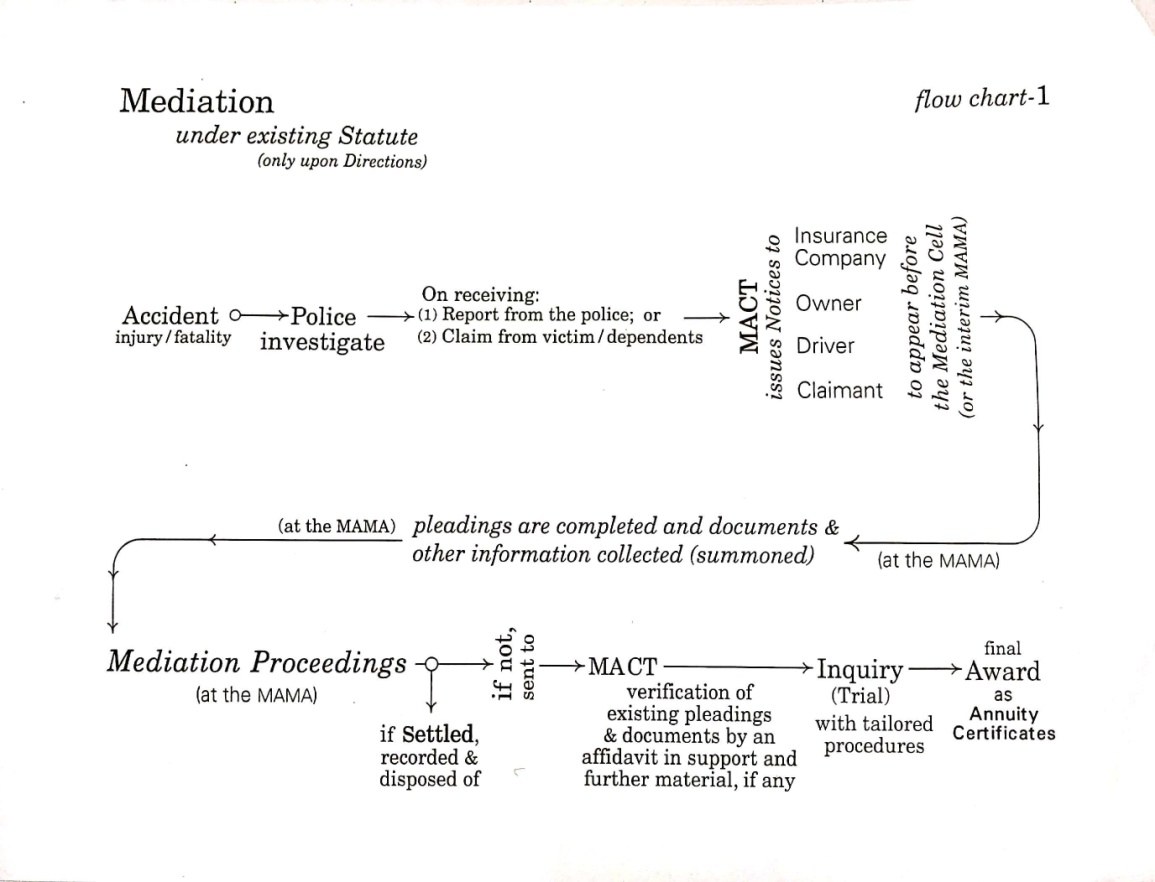 Mediation
flow chart-1
under existing Statute
(only upon Directions)
Accident
injury/fatality
Police
investigate
On receiving:
(1) Report from the police; or
(2) Claim from victim/dependents
MACT
issues Notices to
Insurance
Company
Owner
Driver
Claimant
to appear before
the Mediation Cell
(or the interim MAMA)
(at the MAMA)
pleadings are completed and documents &
other information collected (summoned)
(at the MAMA)
Mediation Proceedings
(at the MAMA)
if Settled,
recorded &
disposed of
if not,
sent to
MACT
verification of
existing pleadings
& documents by an
affidavit in support and
further material, if any
Inquiry
(Trial)
with tailored
procedures
final
Award
as
Annuity
Certificates